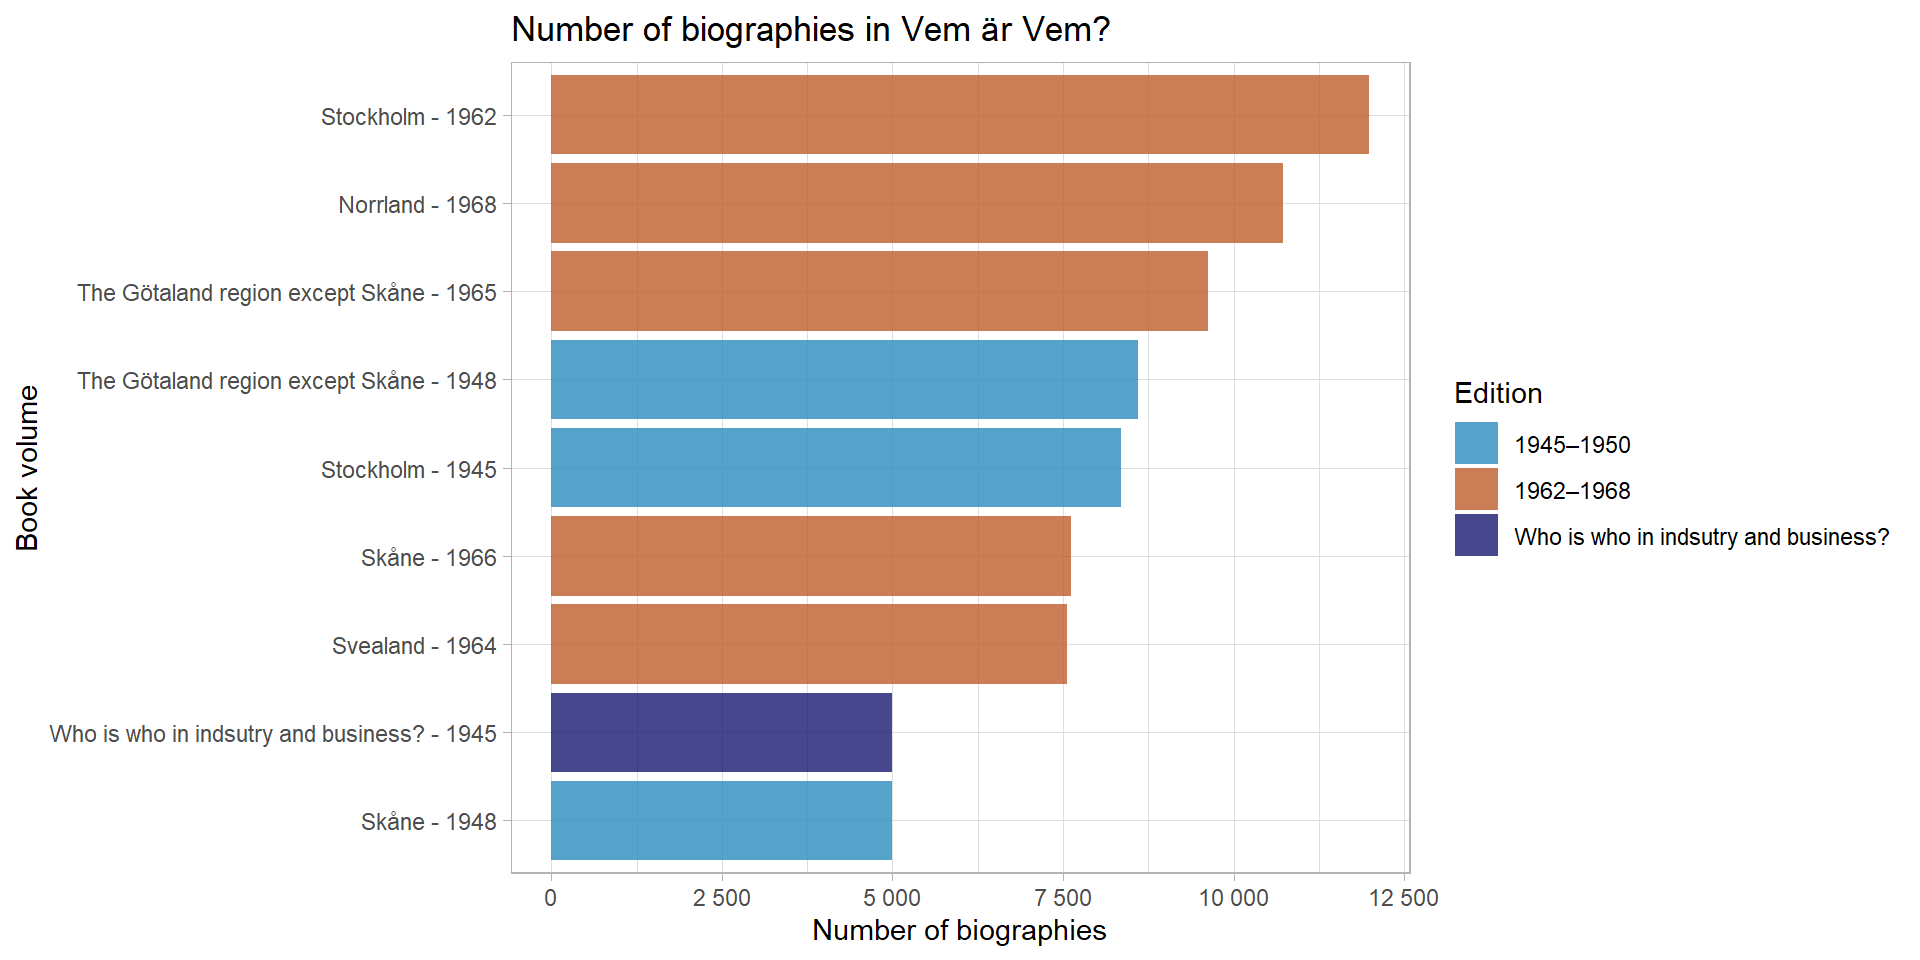 Number of biographies in Vem är Vem?
Book volume
Stockholm - 1962
Norrland - 1968
The Götaland region except Skåne - 1965
The Götaland region except Skåne - 1948
Stockholm - 1945
Skåne - 1966
Svealand - 1964
Who is who in indsutry and business? - 1945
Skåne - 1948
0 2 500 5 000 7 500 10 000 12 500
Number of biographies
Edition
1945–1950
1962–1968
Who is who in indsutry and business?